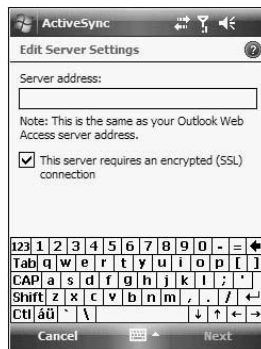 ActiveSync
Edit Server Settings
Server address:
Note: This is the same as your Outlook Web
Access server address.
This server requires an encrypted (SSL)
connection
123 1 2 3 4 5 6 7 8 9 0 - =
Tab q w e r t y u i o p [ ]
CAP a s d f g h j k l ; '
Shift z x c v b n m , . /
Ctl áü ` \
Cancel Next